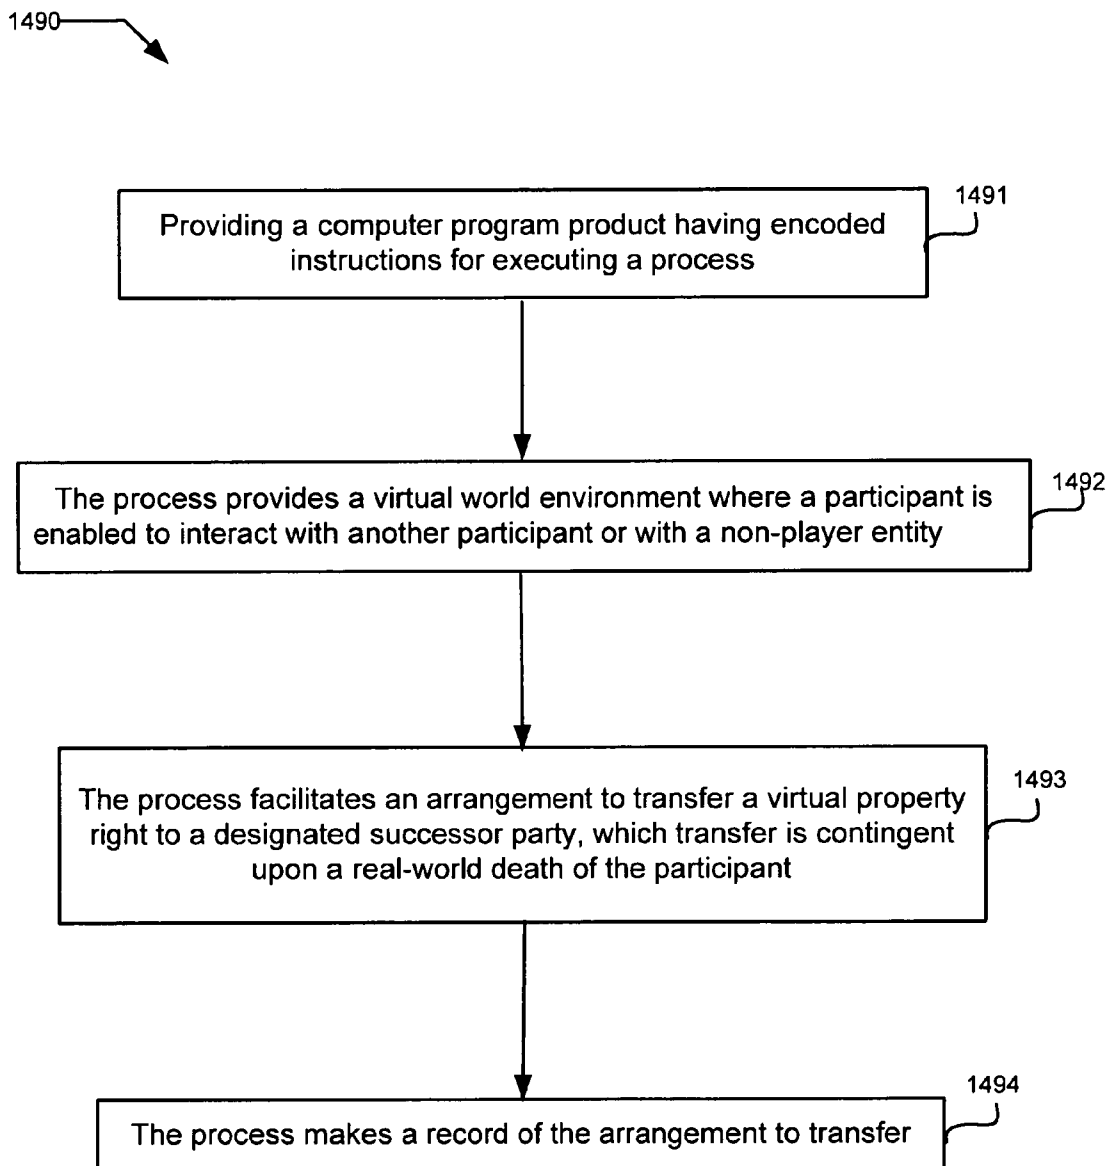 1490
1491
Providing a computer program product having encoded
instructions for executing a process
1492
The process provides a virtual world environment where a participant is
enabled to interact with another participant or with a non-player entity
1493
The process facilitates an arrangement to transfer a virtual property
right to a designated successor party, which transfer is contingent
upon a real-world death of the participant
1494
The process makes a record of the arrangement to transfer